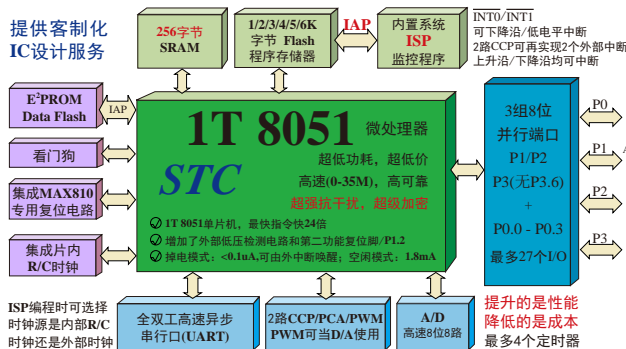 提供客制化
IC设计服务
256字节
SRAM
1/2/3/4/5/6K
字节 Flash
程序存储器
IAP
内置系统
ISP
监控程序
INT0/INT1
可下降沿/低电平中断
2路CCP可再实现2个外部中断
上升沿/下降沿均可中断
E²PROM
Data Flash
IAP
看门狗
集成MAX810
专用复位电路
集成片内
R/C时钟
1T 8051 微处理器
STC
超低功耗，超低价
高速(0-35M)，高可靠
超强抗干扰，超级加密
1T 8051单片机，最快指令快24倍
增加了外部低压检测电路和第二功能复位脚/P1.2
掉电模式：<0.1uA,可由外中断唤醒；空闲模式：1.8mA
3组8位
并行端口
P1/P2
P3(无P3.6)
+
P0.0 - P0.3
最多27个I/O
P0
P1
P2
P3
ISP编程时可选择
时钟源是内部R/C
时钟还是外部时钟
全双工高速异步
串行口(UART)
2路CCP/PCA/PWM
PWM可当D/A使用
A/D
高速8位8路
提升的是性能
降低的是成本
最多4个定时器